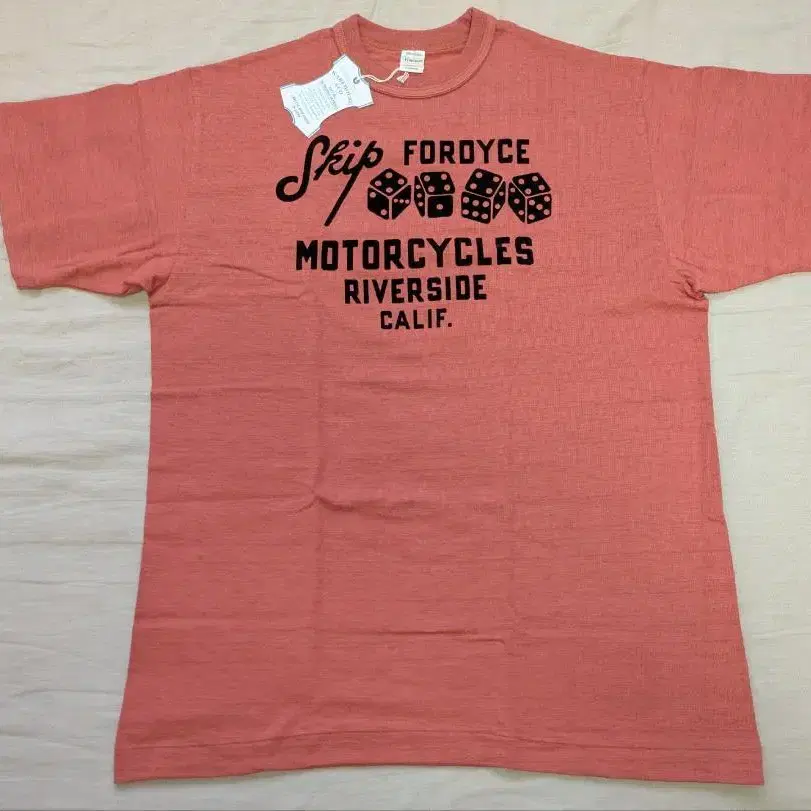 Skip FORDYCE
MOTORCYCLES
RIVERSIDE
CALIF.